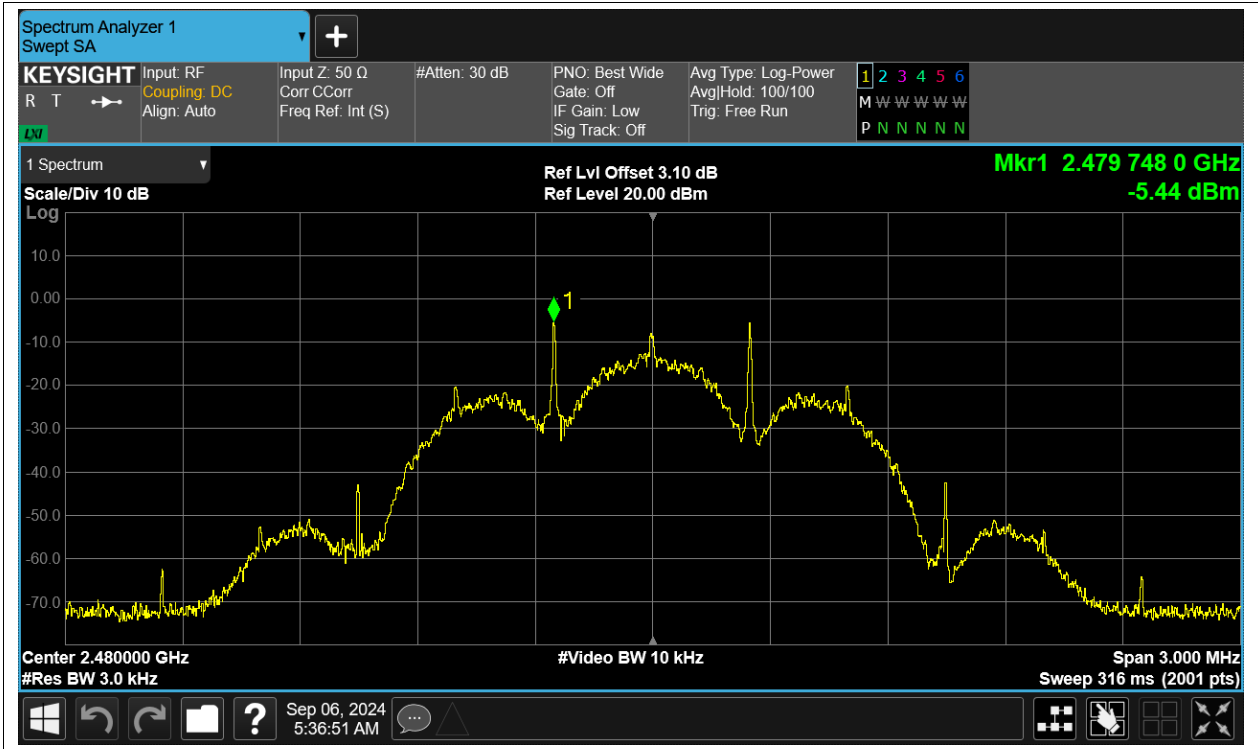 Spectrum Analyzer 1
Swept SA
KEYSIGHT
R T
LXI
Input: RF
Coupling: DC
Align: Auto
Input Z: 50 Ω
Corr CCorr
Freq Ref: Int (S)
#Atten: 30 dB
PNO: Best Wide
Gate: Off
IF Gain: Low
Sig Track: Off
Avg Type: Log-Power
Avg|Hold: 100/100
Trig: Free Run
1 2 3 4 5 6
M W W W W W
P N N N N N
1 Spectrum
Scale/Div 10 dB
Log
Ref Lvl Offset 3.10 dB
Ref Level 20.00 dBm
Mkr1 2.479 748 0 GHz
-5.44 dBm
1
10.0
0.00
-10.0
-20.0
-30.0
-40.0
-50.0
-60.0
-70.0
Center 2.480000 GHz
#Res BW 3.0 kHz
#Video BW 10 kHz
Span 3.000 MHz
Sweep 316 ms (2001 pts)
?
Sep 06, 2024
5:36:51 AM